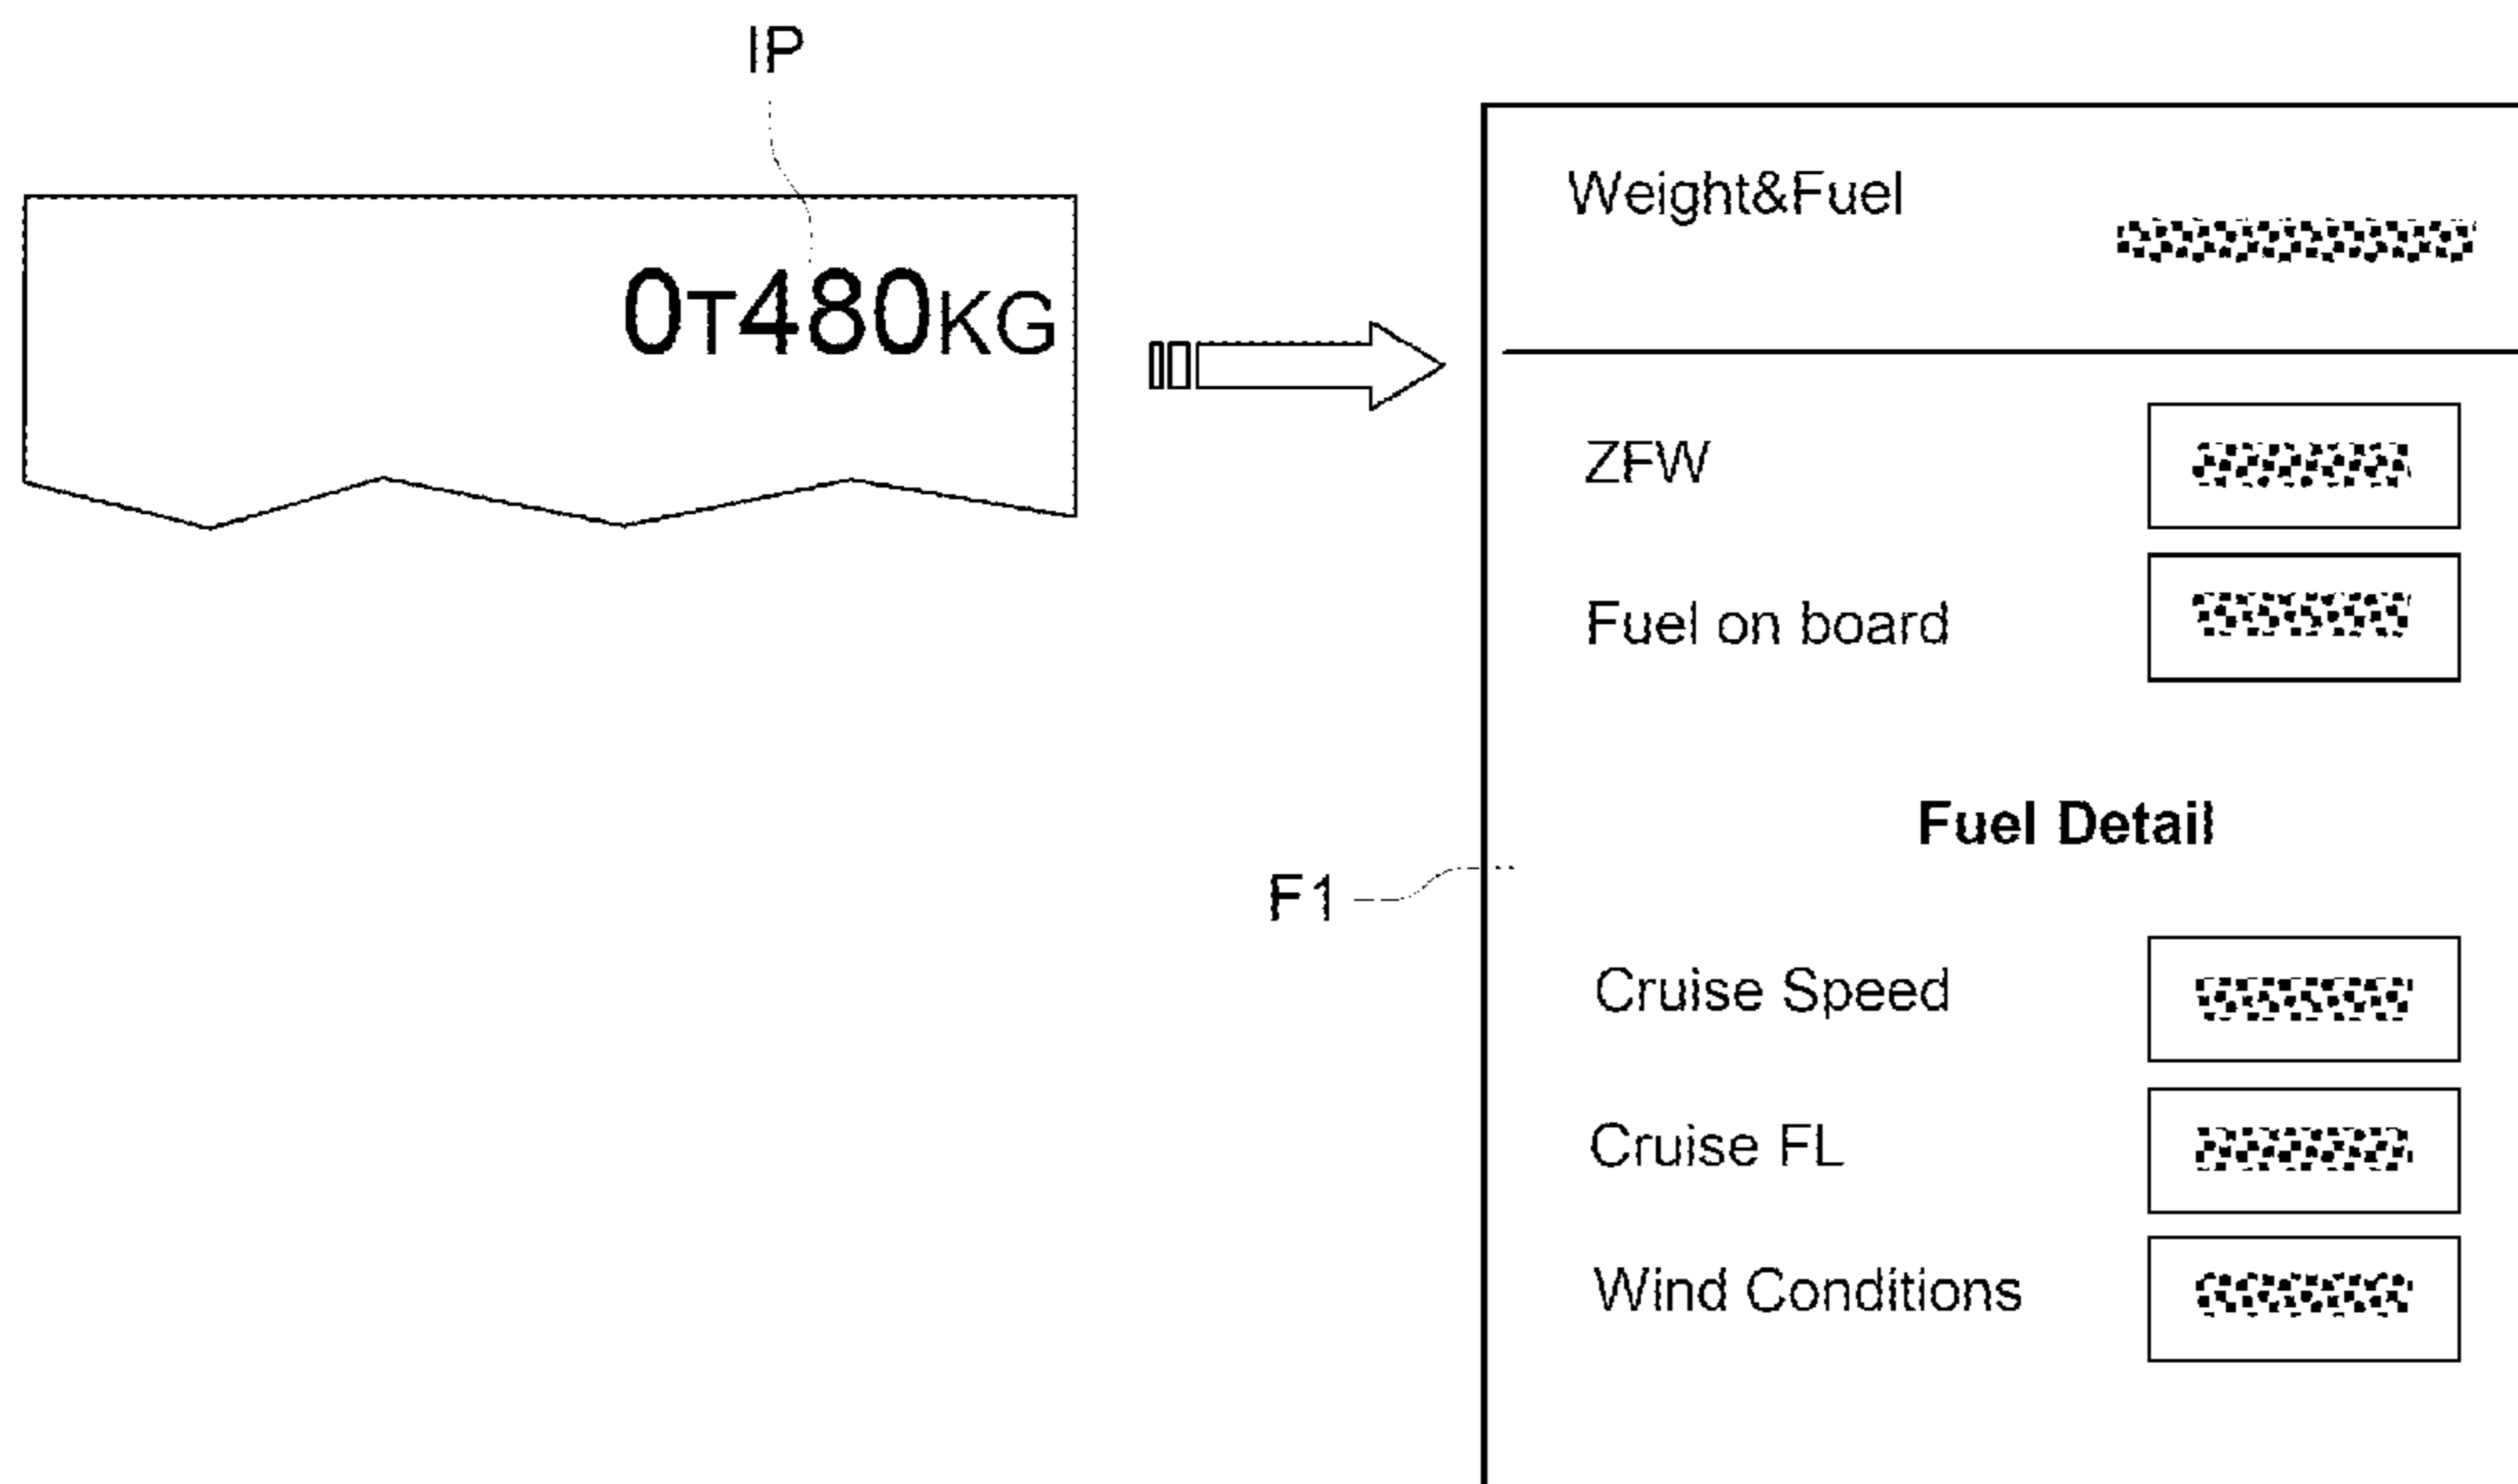 IP
0T480KG
Weight&Fuel
ZFW
Fuel on board
Fuel Detail
F1
Cruise Speed
Cruise FL
Wind Conditions